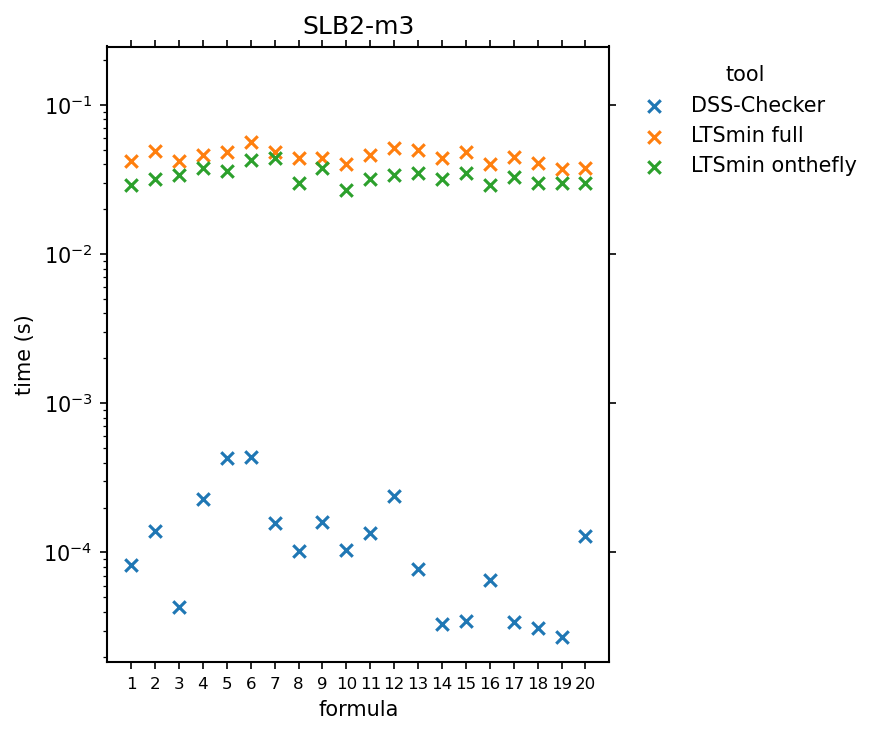 SLB2-m3
tool
DSS-Checker
LTSmin full
LTSmin onthefly
time (s)
10⁻¹
10⁻²
10⁻³
10⁻⁴
1 2 3 4 5 6 7 8 9 10 11 12 13 14 15 16 17 18 19 20
formula